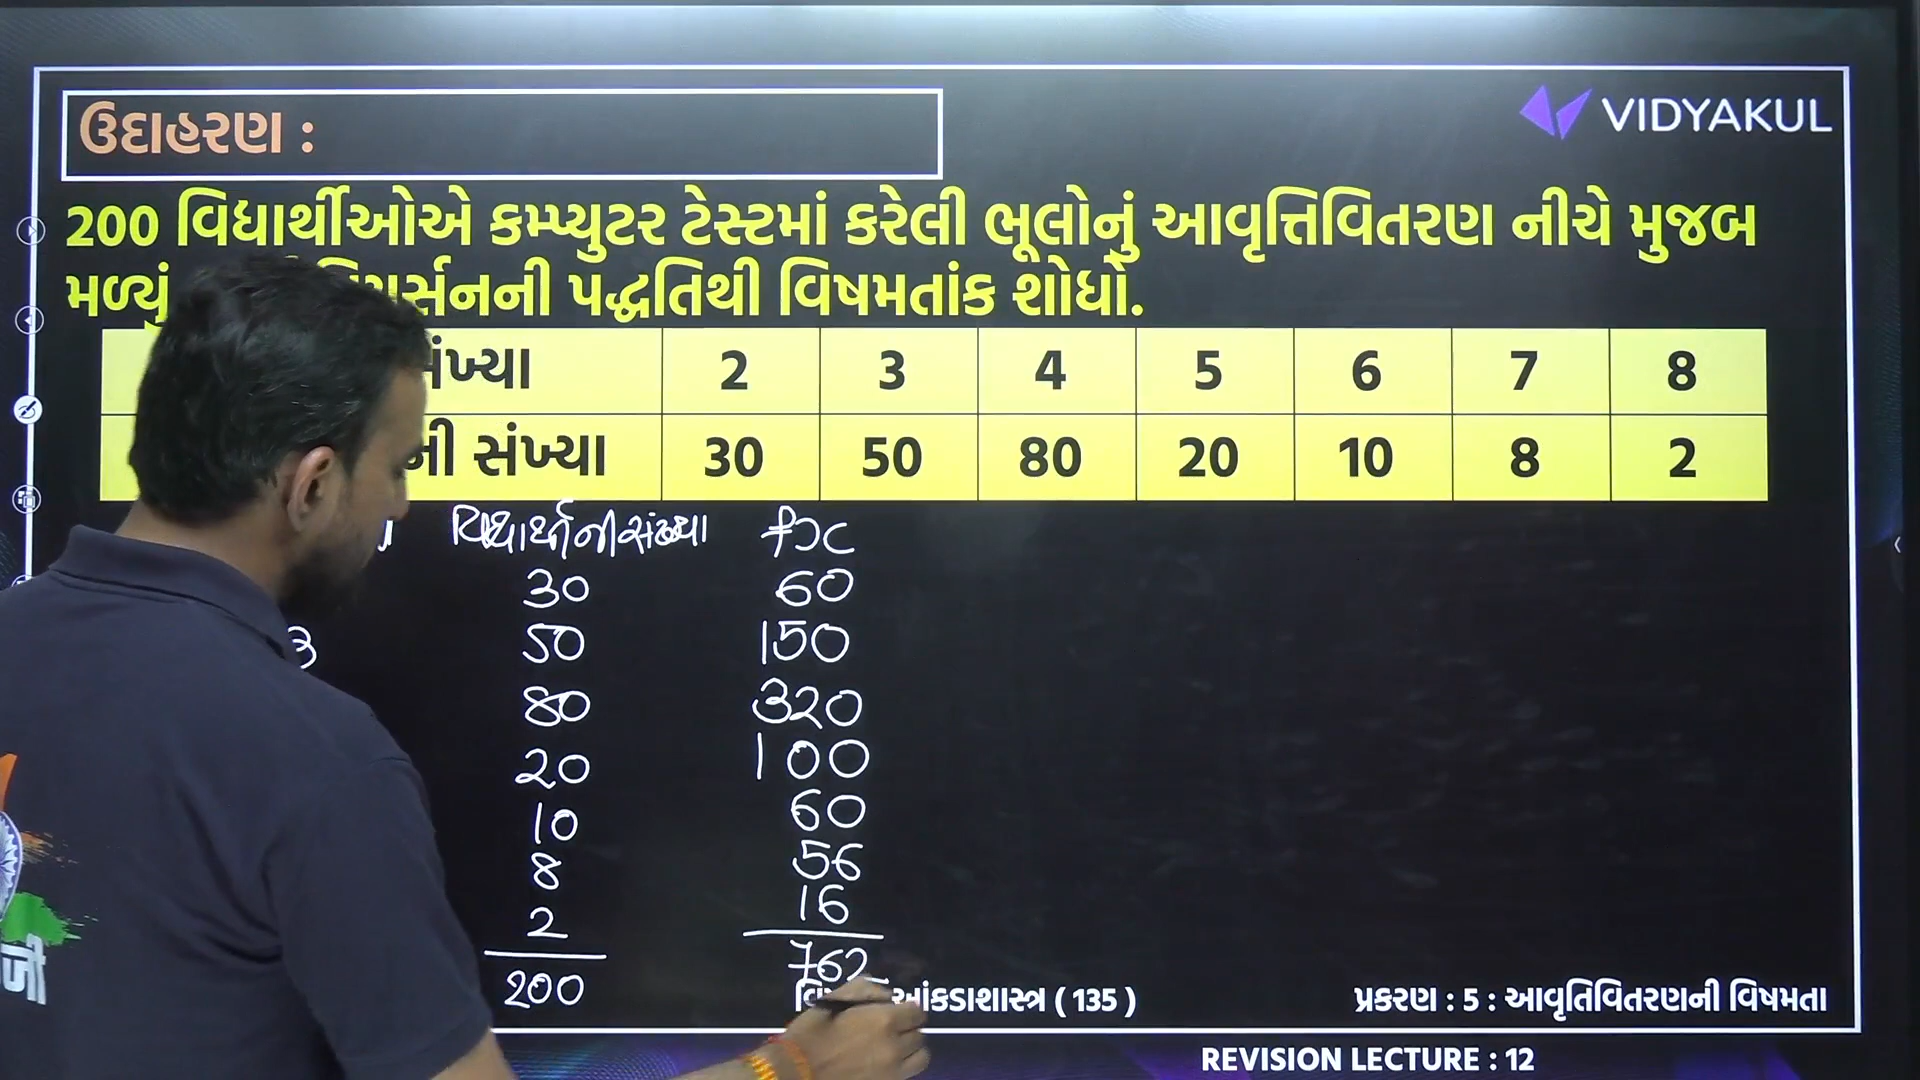 ઉદાહરણ :
VIDYAKUL
200 વિદ્યાર્થીઓએ કમ્પ્યુટર ટેસ્ટમાં કરેલી ભૂલોનું આવૃત્તિવિતરણ નીચે મુજબ
મળ્યું પદ્ધતિથી વિષમતાંક શોધો.
2 3 4 5 6 7 8
સંખ્યા 30 50 80 20 10 8 2
વિદ્યાર્થીની સંખ્યા fx
30 60
3 50 150
80 320
20 100
10 60
8 56
2 16
200 762
આંકડાશાસ્ત્ર ( 135 )
પ્રકરણ : 5 : આવૃતિવિતરણની વિષમતા
REVISION LECTURE : 12